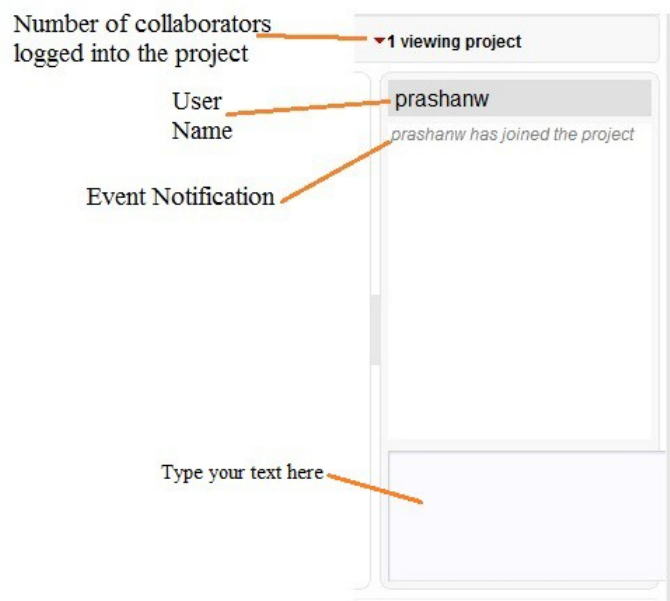 Number of collaborators
logged into the project
1 viewing project
User
Name
prashanw
prashanw has joined the project
Event Notification
Type your text here